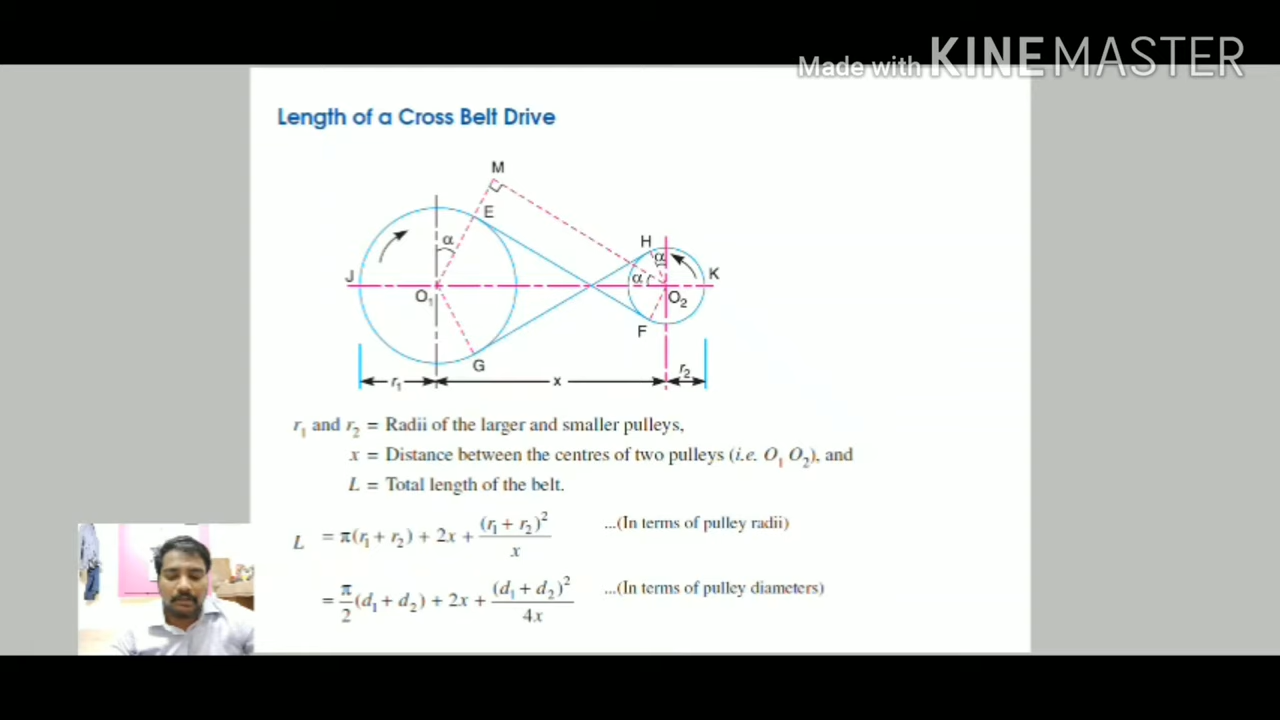 Made with KINEMASTER
Length of a Cross Belt Drive
M
E
α
H
α
J
α
K
O₁
O₂
F
G
r₁
x
r₂
r₁ and r₂ = Radii of the larger and smaller pulleys,
x = Distance between the centres of two pulleys (i.e. O₁ O₂), and
L = Total length of the belt.
L = π(r₁ + r₂) + 2x + (r₁ + r₂)²/x ...(In terms of pulley radii)
= π/2 (d₁ + d₂) + 2x + (d₁ + d₂)²/4x ...(In terms of pulley diameters)